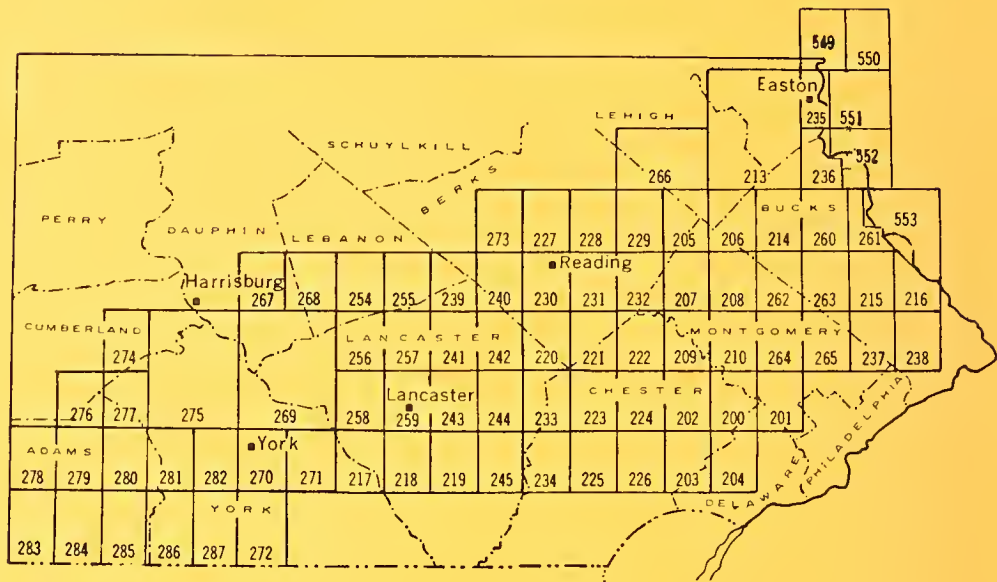 549 550
Easton
235 551
LEHIGH
SCHUYLKILL
552
266 213 236
BERKS
PERRY
BUCKS
DAUPHIN
LEBANON
553
273 227 228 229 205 206 214 260 261
Reading
Harrisburg
267 268 254 255 239 240 230 231 232 207 208 262 263 215 216
CUMBERLAND
LANCASTER
MONTGOMERY
274 256 257 241 242 220 221 222 209 210 264 265 237 238
CHESTER
Lancaster
276 277 275 269 258 259 243 244 233 223 224 202 200 201
PHILADELPHIA
York
ADAMS
DELAWARE
278 279 280 281 282 270 271 217 218 219 245 234 225 226 203 204
YORK
283 284 285 286 287 272